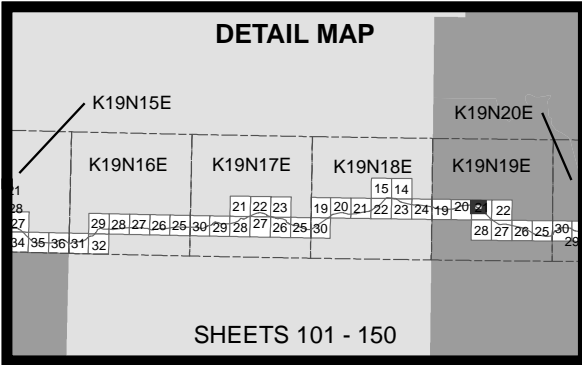 DETAIL MAP
K19N15E
K19N20E
K19N16E K19N17E K19N18E K19N19E
15 14
21 21 22 23 19 20 21 22 23 24 19 20 21 22
28
27 29 28 27 26 25 30 29 28 27 26 25 30 28 27 26 25 30
34 35 36 31 32 29
SHEETS 101 - 150